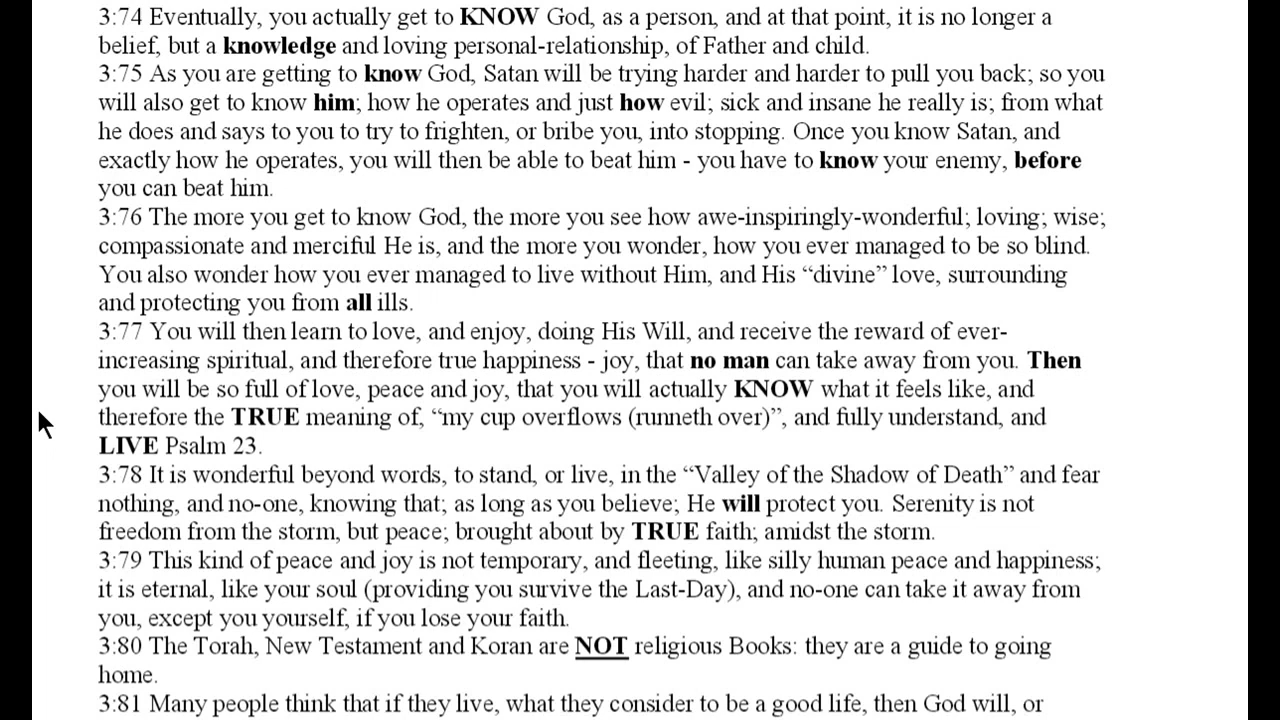 3:74 Eventually, you actually get to KNOW God, as a person, and at that point, it is no longer a
belief, but a knowledge and loving personal-relationship, of Father and child.
3:75 As you are getting to know God, Satan will be trying harder and harder to pull you back; so you
will also get to know him; how he operates and just how evil; sick and insane he really is; from what
he does and says to you to try to frighten, or bribe you, into stopping. Once you know Satan, and
exactly how he operates, you will then be able to beat him - you have to know your enemy, before
you can beat him.
3:76 The more you get to know God, the more you see how awe-inspiringly-wonderful; loving; wise;
compassionate and merciful He is, and the more you wonder, how you ever managed to be so blind.
You also wonder how you ever managed to live without Him, and His “divine” love, surrounding
and protecting you from all ills.
3:77 You will then learn to love, and enjoy, doing His Will, and receive the reward of ever-
increasing spiritual, and therefore true happiness - joy, that no man can take away from you. Then
you will be so full of love, peace and joy, that you will actually KNOW what it feels like, and
therefore the TRUE meaning of, “my cup overflows (runneth over)”, and fully understand, and
LIVE Psalm 23.
3:78 It is wonderful beyond words, to stand, or live, in the “Valley of the Shadow of Death” and fear
nothing, and no-one, knowing that; as long as you believe; He will protect you. Serenity is not
freedom from the storm, but peace; brought about by TRUE faith; amidst the storm.
3:79 This kind of peace and joy is not temporary, and fleeting, like silly human peace and happiness;
it is eternal, like your soul (providing you survive the Last-Day), and no-one can take it away from
you, except you yourself, if you lose your faith.
3:80 The Torah, New Testament and Koran are NOT religious Books: they are a guide to going
home.
3:81 Many people think that if they live, what they consider to be a good life, then God will, or